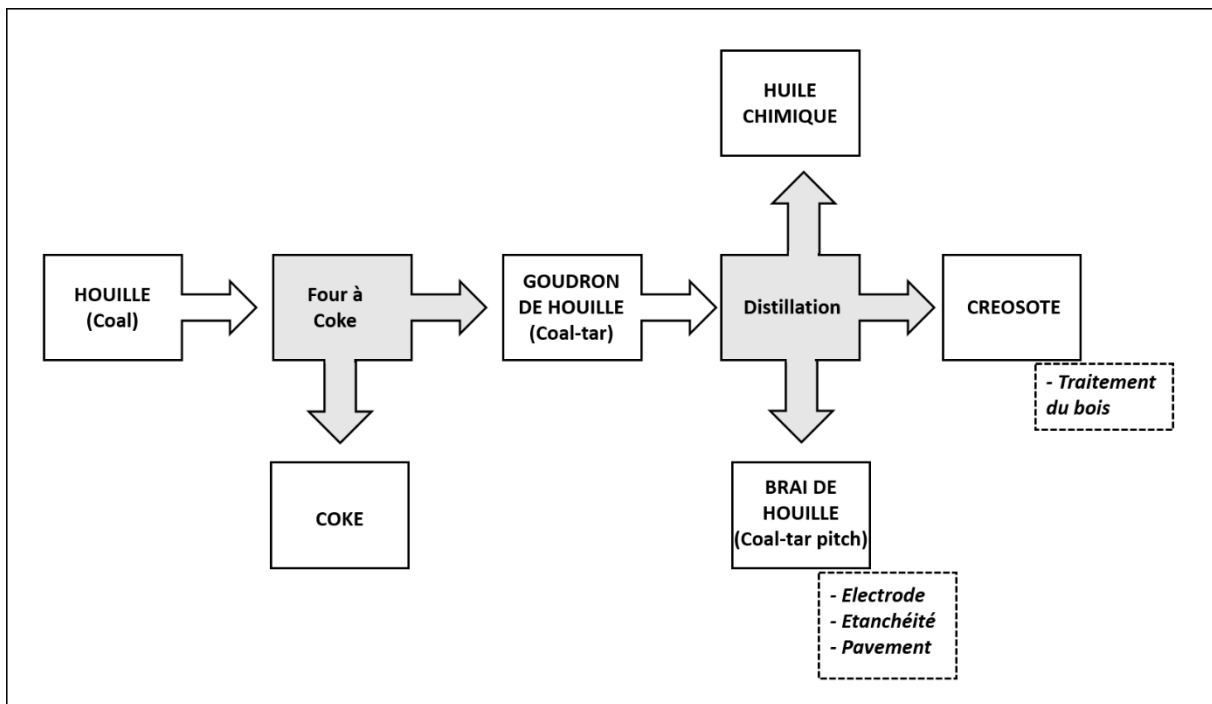 HUILE
CHIMIQUE
HOUILLE
(Coal)
Four à
Coke
GOUDRON
DE HOUILLE
(Coal-tar)
Distillation
CREOSOTE
- Traitement
du bois
COKE
BRAI DE
HOUILLE
(Coal-tar pitch)
- Electrode
- Etanchéité
- Pavement